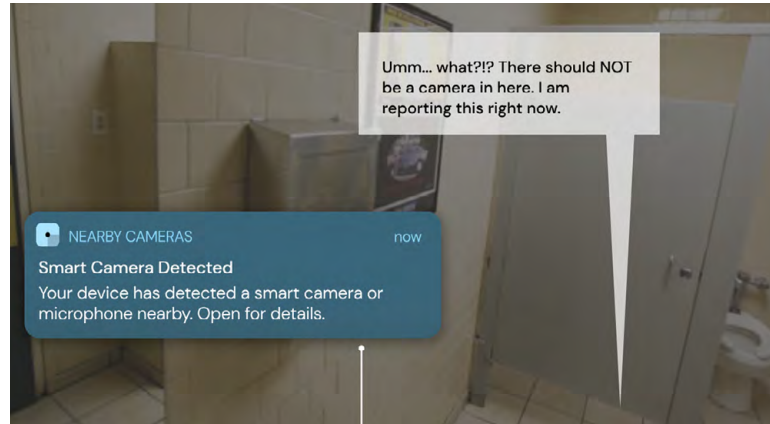 Umm... what?!? There should NOT
be a camera in here. I am
reporting this right now.
NEARBY CAMERAS now
Smart Camera Detected
Your device has detected a smart camera or
microphone nearby. Open for details.